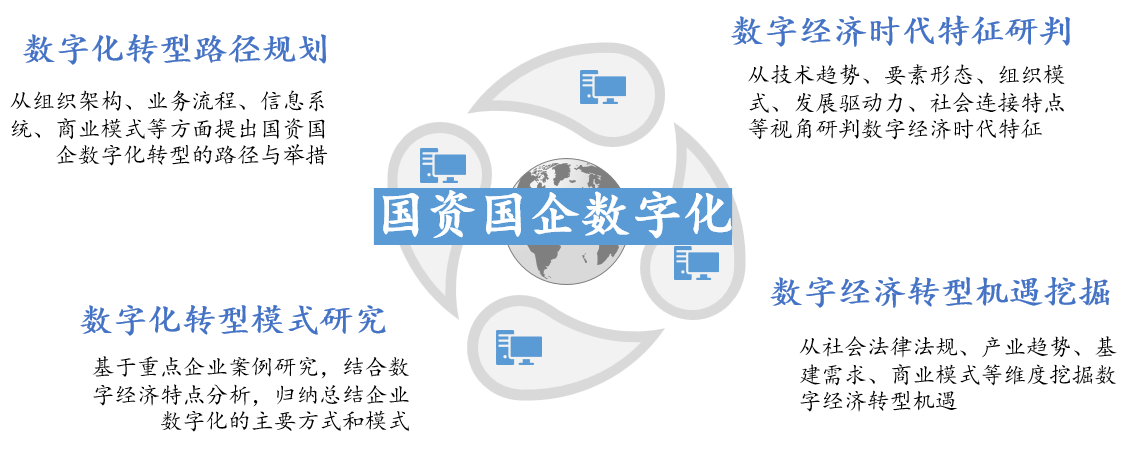 数字化转型路径规划
从组织架构、业务流程、信息系
统、商业模式等方面提出国资国
企数字化转型的路径与举措
数字经济时代特征研判
从技术趋势、要素形态、组织模
式、发展驱动力、社会连接特点
等视角研判数字经济时代特征
国资国企数字化
数字化转型模式研究
基于重点企业案例研究，结合数
字经济特点分析，归纳总结企业
数字化的主要方式和模式
数字经济转型机遇挖掘
从社会法律法规、产业趋势、基
建需求、商业模式等维度挖掘数
字经济转型机遇